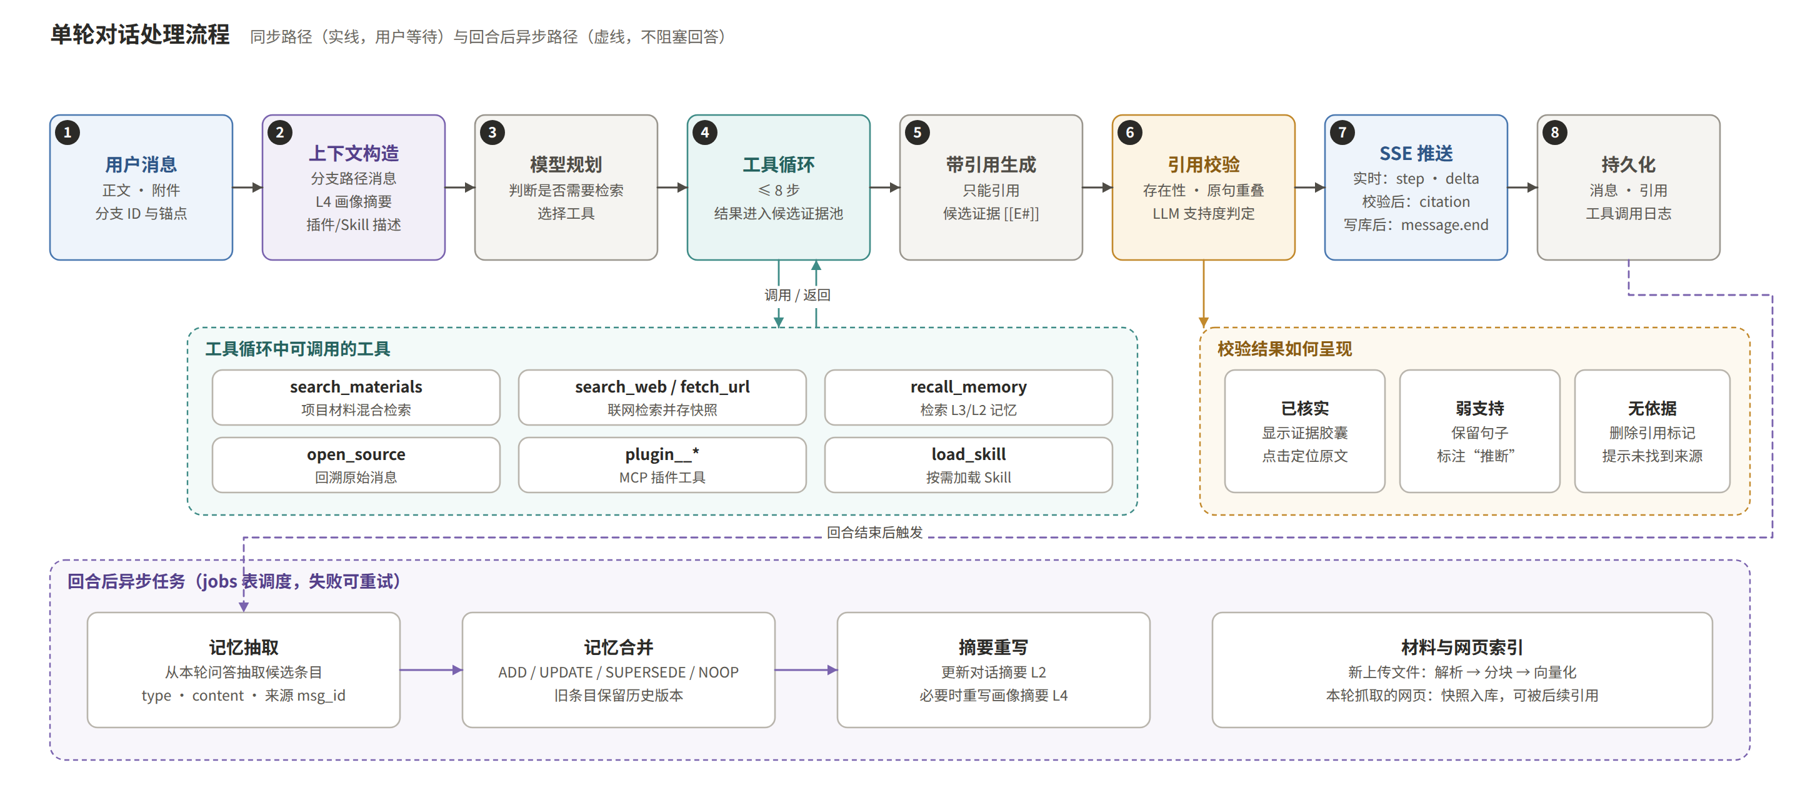 单轮对话处理流程 同步路径（实线，用户等待）与回合后异步路径（虚线，不阻塞回答）
1
用户消息
正文 · 附件
分支 ID 与锚点
2
上下文构造
分支路径消息
L4 画像摘要
插件/Skill 描述
3
模型规划
判断是否需要检索
选择工具
4
工具循环
≤ 8 步
结果进入候选证据池
5
带引用生成
只能引用
候选证据 [[E#]]
6
引用校验
存在性 · 原句重叠
LLM 支持度判定
7
SSE 推送
实时：step · delta
校验后：citation
写库后：message.end
8
持久化
消息 · 引用
工具调用日志
调用 / 返回
工具循环中可调用的工具
search_materials
项目材料混合检索
search_web / fetch_url
联网检索并存快照
recall_memory
检索 L3/L2 记忆
open_source
回溯原始消息
plugin__*
MCP 插件工具
load_skill
按需加载 Skill
校验结果如何呈现
已核实
显示证据胶囊
点击定位原文
弱支持
保留句子
标注“推断”
无依据
删除引用标记
提示未找到来源
回合结束后触发
回合后异步任务（jobs 表调度，失败可重试）
记忆抽取
从本轮问答抽取候选条目
type · content · 来源 msg_id
记忆合并
ADD / UPDATE / SUPERSEDE / NOOP
旧条目保留历史版本
摘要重写
更新对话摘要 L2
必要时重写画像摘要 L4
材料与网页索引
新上传文件：解析 → 分块 → 向量化
本轮抓取的网页：快照入库，可被后续引用